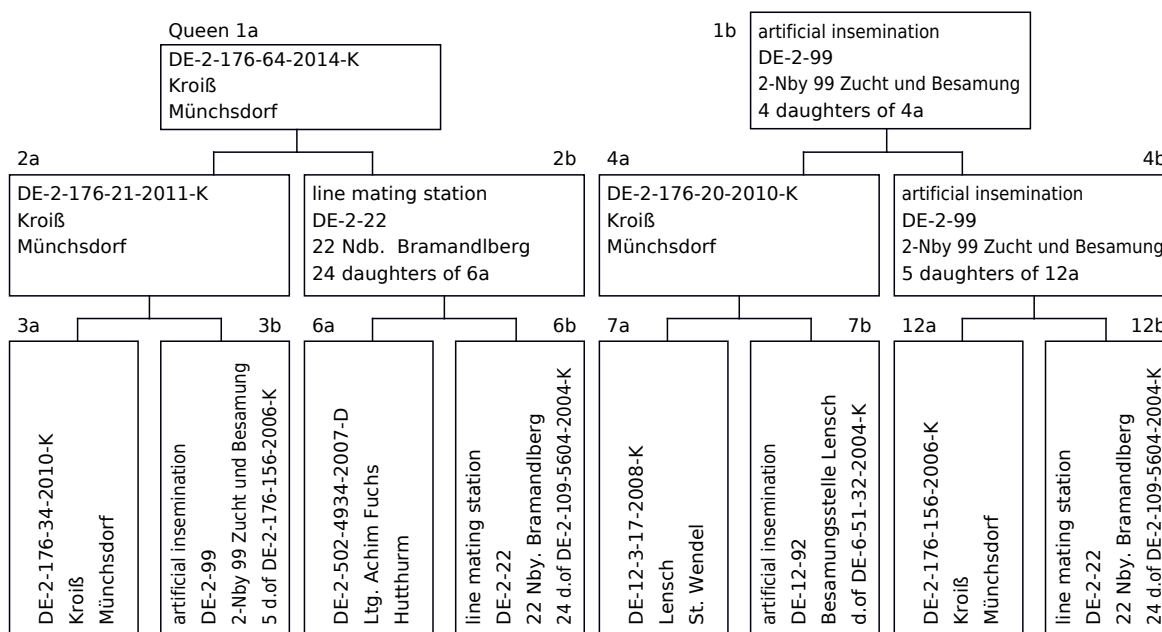 Queen 1a
DE-2-176-64-2014-K
Kroiß
Münchsdorf
1b
artificial insemination
DE-2-99
2-Nby 99 Zucht und Besamung
4 daughters of 4a
2a
DE-2-176-21-2011-K
Kroiß
Münchsdorf
2b
line mating station
DE-2-22
22 Ndb.  Bramandlberg
24 daughters of 6a
4a
DE-2-176-20-2010-K
Kroiß
Münchsdorf
4b
artificial insemination
DE-2-99
2-Nby 99 Zucht und Besamung
5 daughters of 12a
3a
DE-2-176-34-2010-K
Kroiß
Münchsdorf
3b
artificial insemination
DE-2-99
2-Nby 99 Zucht und Besamung
5 d.of DE-2-176-156-2006-K
6a
DE-2-502-4934-2007-D
Ltg. Achim Fuchs
Hutthurm
6b
line mating station
DE-2-22
22 Nby. Bramandlberg
24 d.of DE-2-109-5604-2004-K
7a
DE-12-3-17-2008-K
Lensch
St. Wendel
7b
artificial insemination
DE-12-92
Besamungsstelle Lensch
d.of DE-6-51-32-2004-K
12a
DE-2-176-156-2006-K
Kroiß
Münchsdorf
12b
line mating station
DE-2-22
22 Nby. Bramandlberg
24 d.of DE-2-109-5604-2004-K